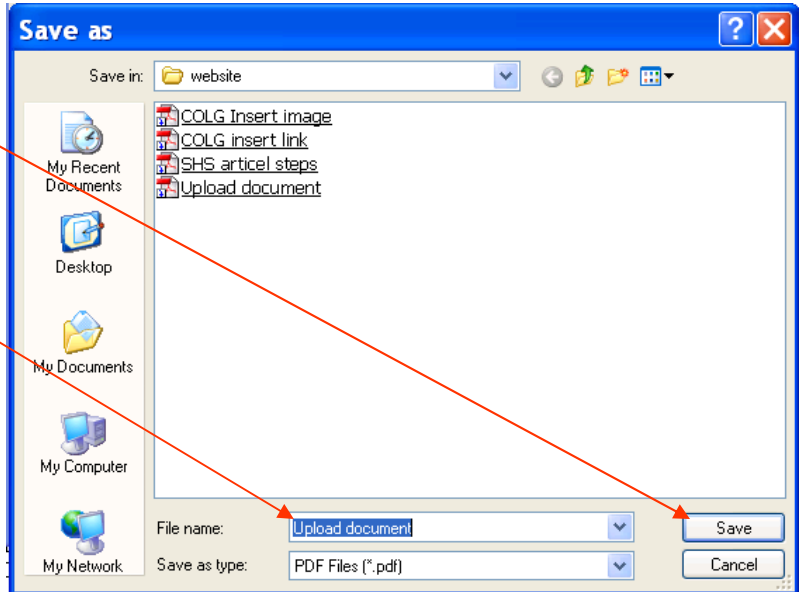 Save as
Save in: website
COLG Insert image
COLG insert link
SHS articel steps
Upload document
My Recent
Documents
Desktop
My Documents
My Computer
My Network
File name: Upload document Save
Save as type: PDF Files (*.pdf) Cancel